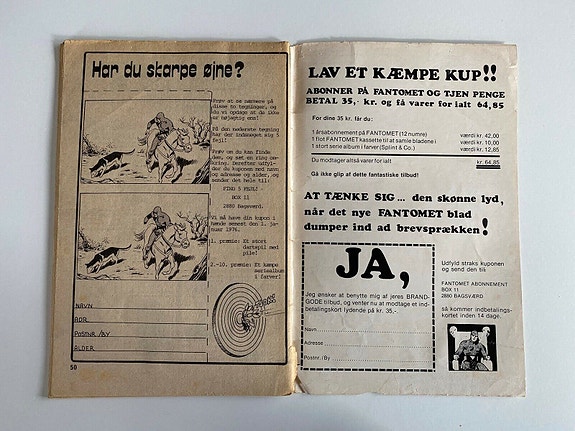 Har du skarpe øjne?
Prøv at se nærmere på
disse to tegninger, og
du vil opdage at de ikke
er nøjagtig ens!
På den nederste tegning
har der indsneget sig 5
fejl!
Prøv om du kan finde
dem, og sæt en ring om-
kring. Derefter udfyl-
der du kuponen med navn
og adresse og alder, og
sender det hele til:
FIND 5 FEJL!
BOX 11
2880 Bagsværd.
Vi må have din kupon i
hænde senest den 1. ja-
nuar 1976.
1. præmie: Et stort
dartspil med
pile!
2.-10. præmie: Et kæmpe
seriealbum
i farver!
NAVN
ADR.
POSTNR./BY
ALDER
50
LAV ET KÆMPE KUP!!
ABONNER PÅ FANTOMET OG TJEN PENGE
BETAL 35,- kr. og få varer for ialt 64,85
For dine 35 kr. får du:
1 årsabonnement på FANTOMET (12 numre) værdi kr. 42,00
1 flot FANTOMET kassette til at samle bladene i værdi kr. 10,00
1 stort serie album i farver (Splint & Co.) værdi kr. 12,85
Du modtager altså varer for ialt kr. 64,85
Gå ikke glip af dette fantastiske tilbud!
AT TÆNKE SIG... den skønne lyd,
når det nye FANTOMET blad
dumper ind ad brevsprækken!
JA,
Jeg ønsker at benytte mig af jeres BRAND-
GODE tilbud, og venter nu at modtage et ind-
betalingskort lydende på kr. 35,-.
Navn
Adresse
Postnr./By
Udfyld straks kuponen
og send den til:
FANTOMET ABONNEMENT
BOX 11
2880 BAGSVÆRD
så kommer indbetalings-
kortet inden 14 dage.